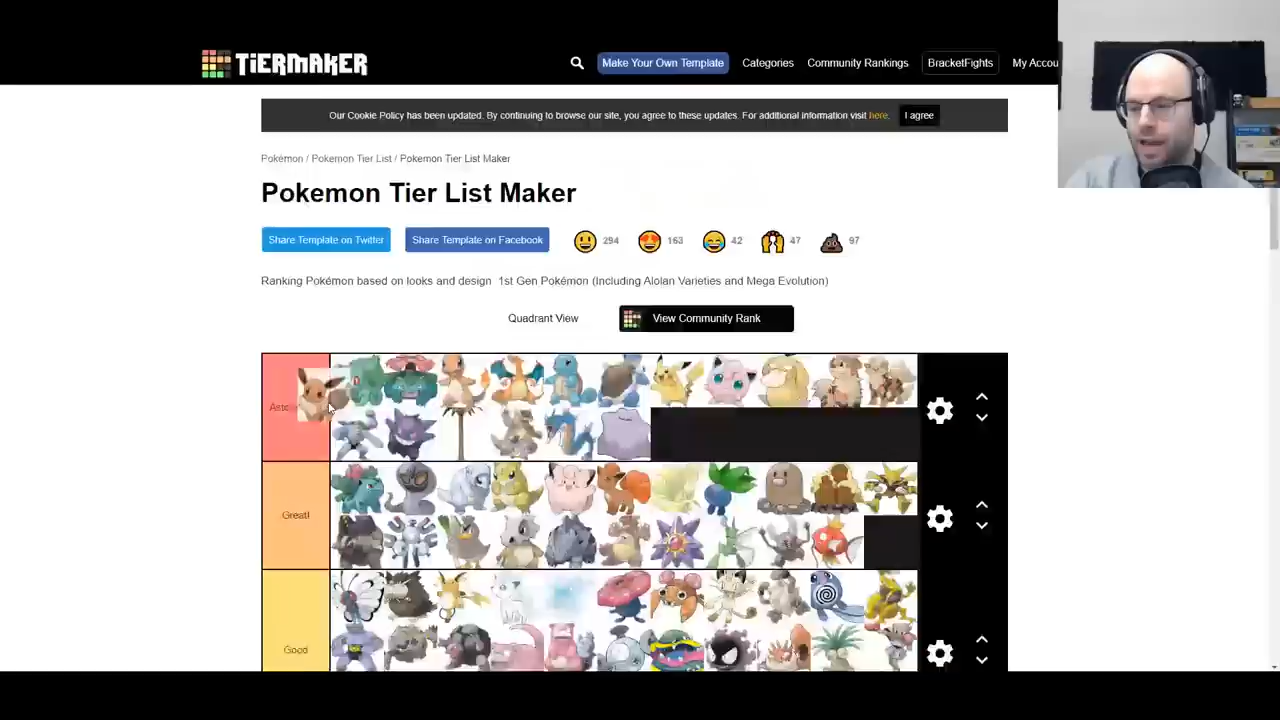 TiERMAKER
Make Your Own Template
Categories
Community Rankings
BracketFights
My Accou
Our Cookie Policy has been updated. By continuing to browse our site, you agree to these updates. For additional information visit here.
I agree
Pokemon / Pokemon Tier List / Pokemon Tier List Maker
Pokemon Tier List Maker
Share Template on Twitter
Share Template on Facebook
294
163
42
47
97
Ranking Pokémon based on looks and design 1st Gen Pokémon (Including Alolan Varieties and Mega Evolution)
Quadrant View
View Community Rank
Great!
Good